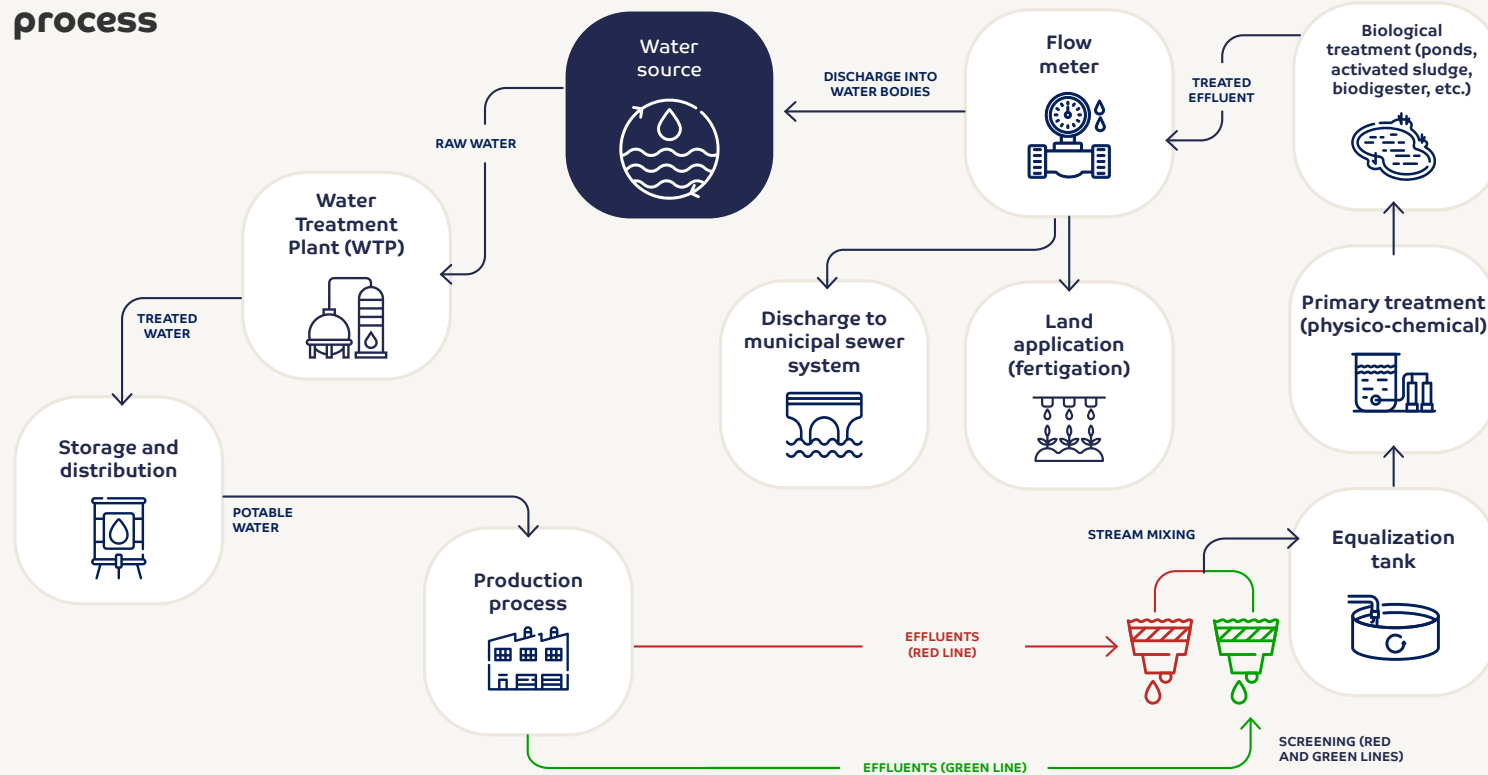 process
Water
source
DISCHARGE INTO
WATER BODIES
Flow
meter
TREATED
EFFLUENT
Biological
treatment (ponds,
activated sludge,
biodigester, etc.)
RAW WATER
Water
Treatment
Plant (WTP)
TREATED
WATER
Discharge to
municipal sewer
system
Land
application
(fertigation)
Primary treatment
(physico-chemical)
Storage and
distribution
POTABLE
WATER
Production
process
STREAM MIXING
Equalization
tank
EFFLUENTS
(RED LINE)
EFFLUENTS (GREEN LINE)
SCREENING (RED
AND GREEN LINES)